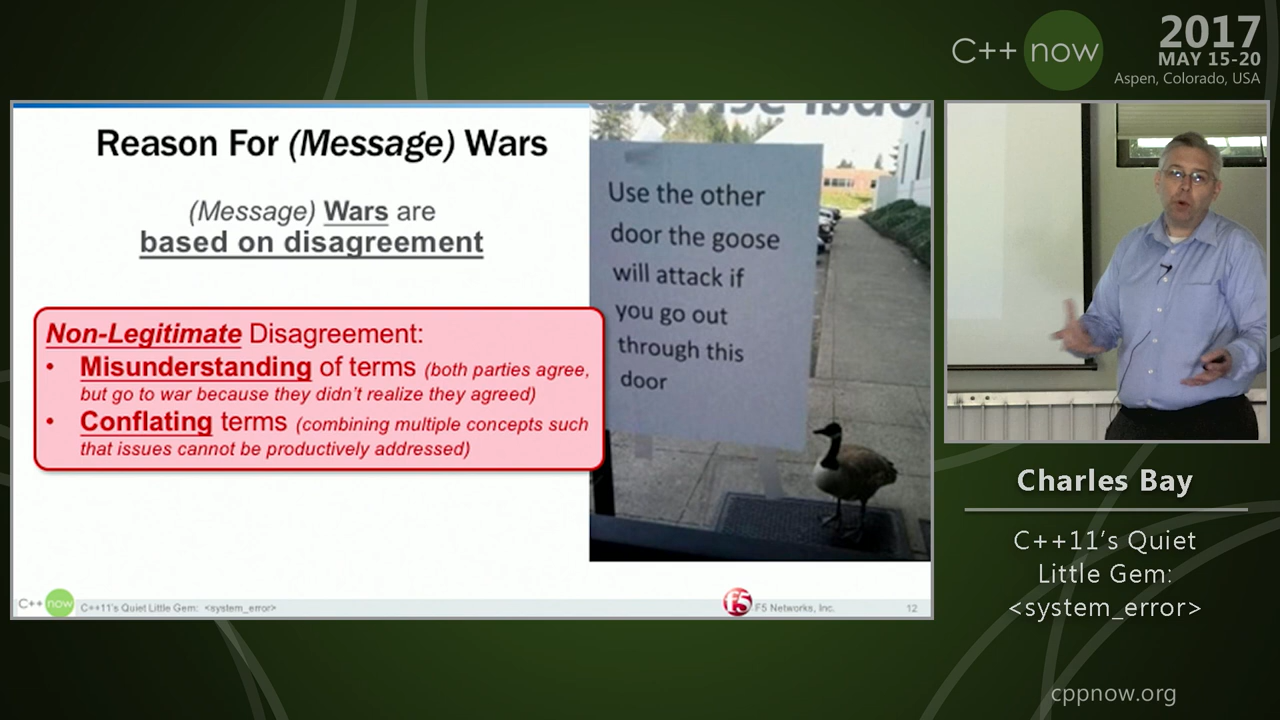 C++ now
2017
MAY 15-20
Aspen, Colorado, USA
Reason For (Message) Wars
(Message) Wars are
based on disagreement
Non-Legitimate Disagreement:
• Misunderstanding of terms (both parties agree,
but go to war because they didn't realize they agreed)
• Conflating terms (combining multiple concepts such
that issues cannot be productively addressed)
Use the other
door the goose
will attack if
you go out
through this
door
C++ now
C++11's Quiet Little Gem: <system_error>
F5 Networks, Inc.
12
Charles Bay
C++11's Quiet
Little Gem:
<system_error>
cppnow.org